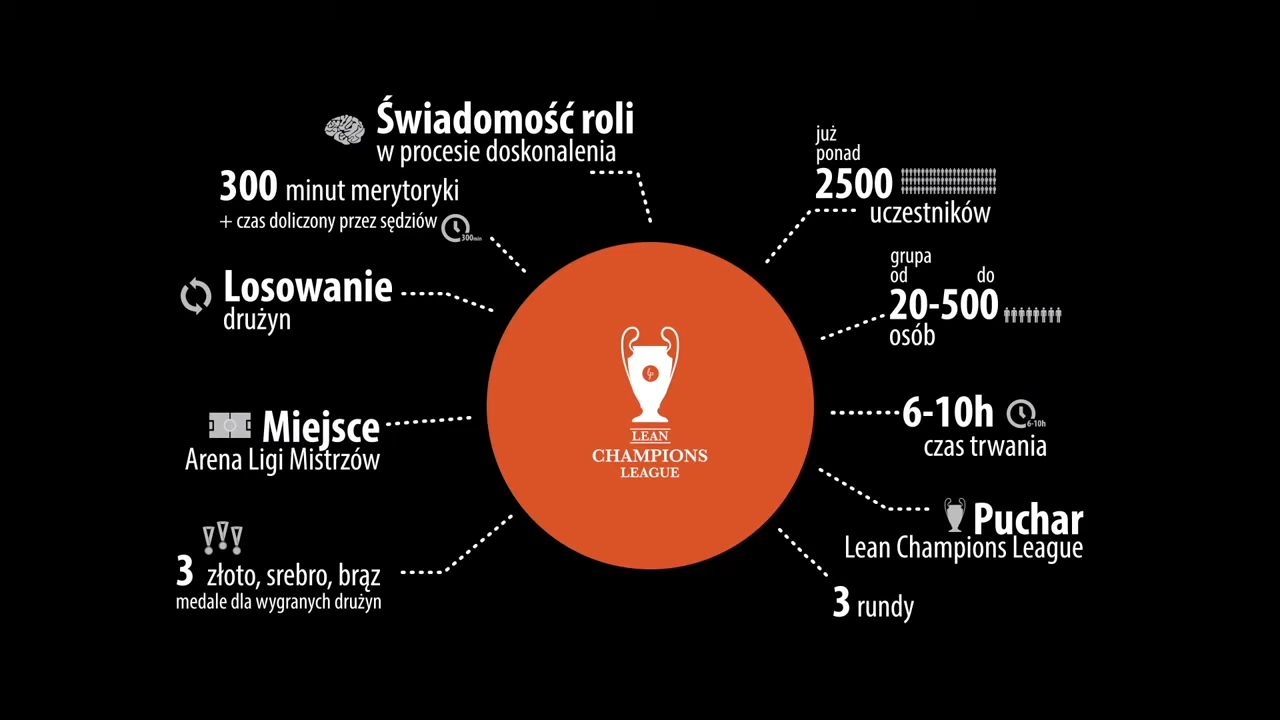 Świadomość roli
w procesie doskonalenia
300 minut merytoryki
+ czas doliczony przez sędziów
300min
Losowanie
drużyn
Miejsce
Arena Ligi Mistrzów
3 złoto, srebro, brąz
medale dla wygranych drużyn
LEAN
CHAMPIONS
LEAGUE
już
ponad
2500
uczestników
grupa
od do
20-500
osób
6-10h
6-10h
czas trwania
Puchar
Lean Champions League
3 rundy